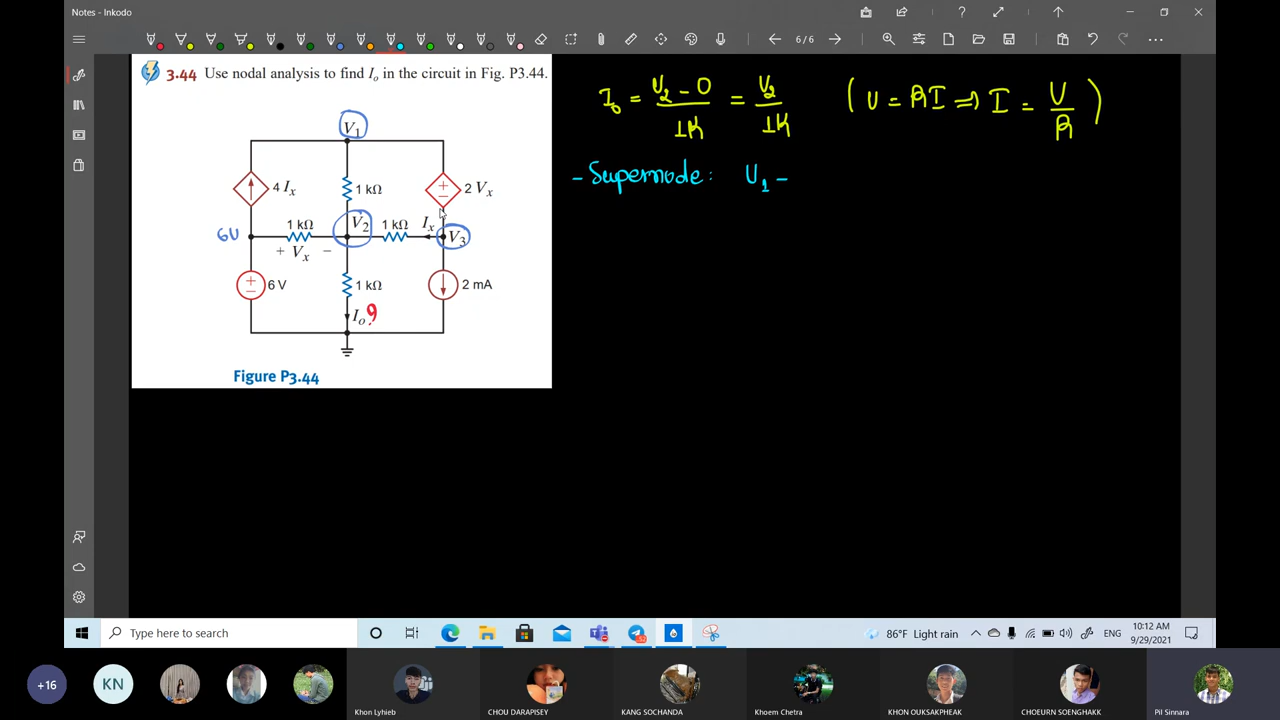 Notes - Inkodo
6/6
3.44 Use nodal analysis to find Io in the circuit in Fig. P3.44.
V1
4 Ix
1 kΩ
2 Vx
6V
1 kΩ
V2
1 kΩ
Ix
V3
+ Vx −
6 V
1 kΩ
2 mA
Io ?
Figure P3.44
I0 = V2 - 0 / 1K = V2 / 1K ( V = RI ⇒ I = V / R )
- Supernode: V1 -
Type here to search
86°F Light rain
ENG
10:12 AM
9/29/2021
+16
KN
Khon Lyhieb
CHOU DARAPISEY
KANG SOCHANDA
Khoem Chetra
KHON OUKSAKPHEAK
CHOEURN SOENGHAKK
Pil Sinnara